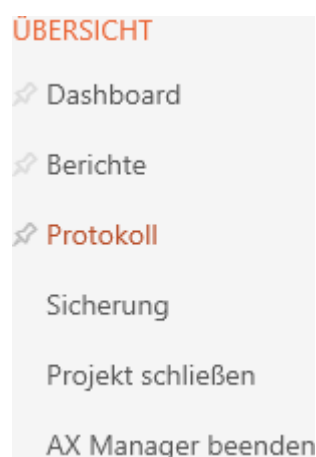 ÜBERSICHT
Dashboard
Berichte
Protokoll
Sicherung
Projekt schließen
AX Manager beenden